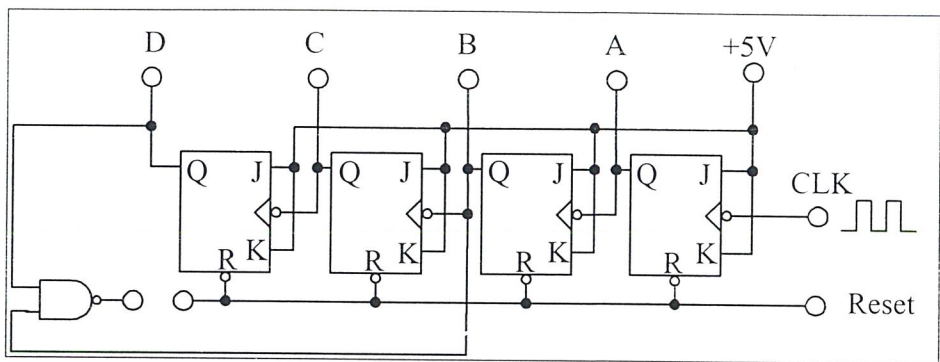 D C B A +5V
Q J Q J Q J Q J
CLK
K K K K
R R R R
Reset